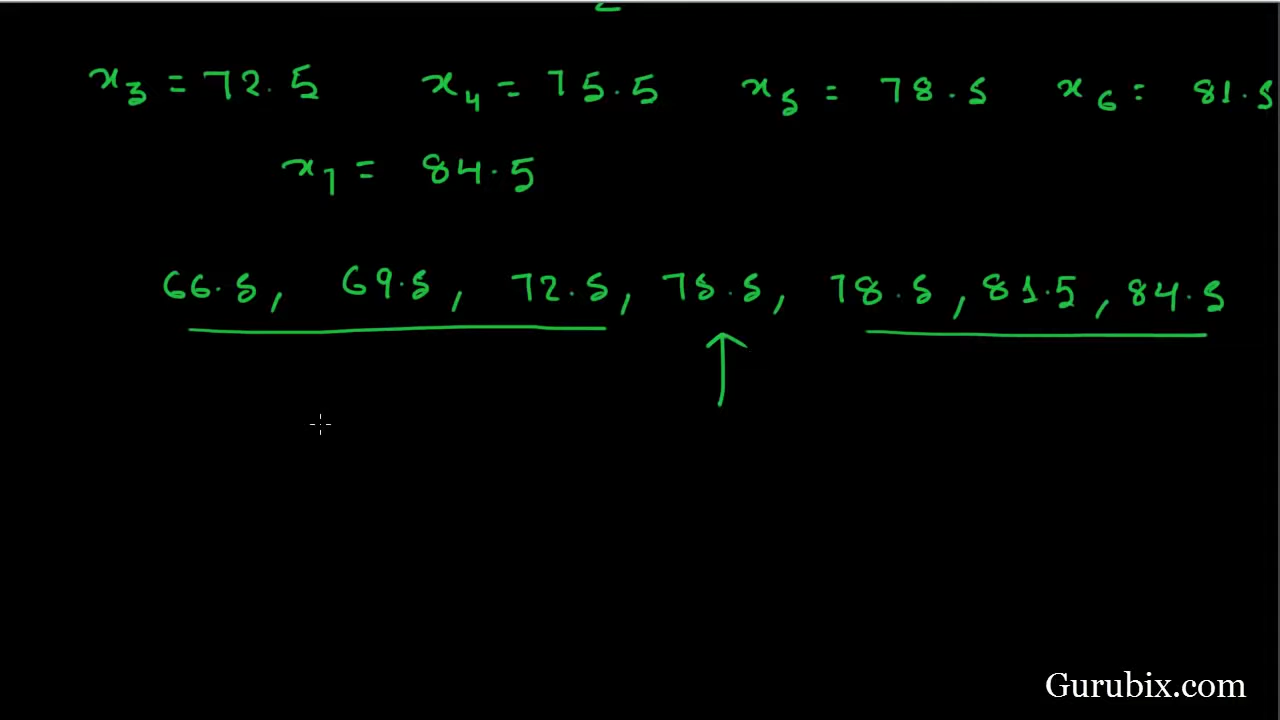 x₃ = 72.5 x₄ = 75.5 x₅ = 78.5 x₆ = 81.5
x₇ = 84.5
66.5, 69.5, 72.5, 75.5, 78.5, 81.5, 84.5
Gurubix.com